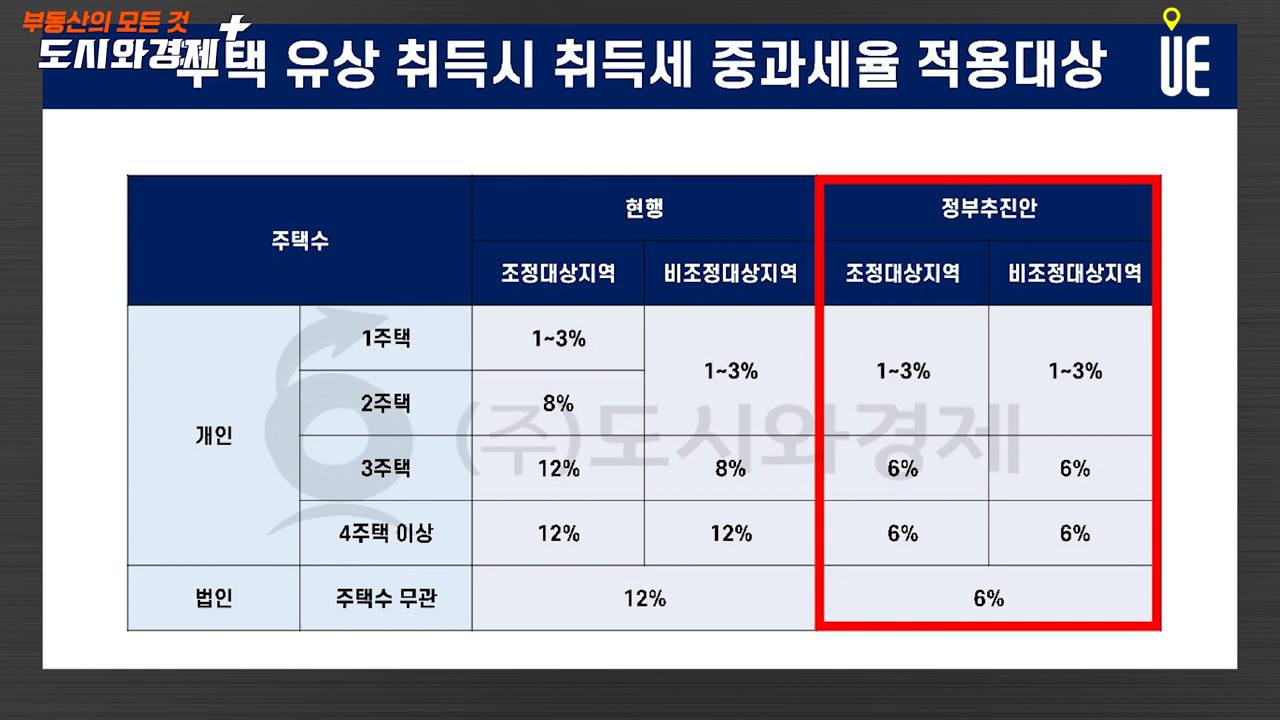 부동산의 모든 것
도시와경제+
주택 유상 취득시 취득세 중과세율 적용대상
UE
주택수
현행
정부추진안
조정대상지역
비조정대상지역
조정대상지역
비조정대상지역
개인
1주택
1~3%
1~3%
1~3%
1~3%
2주택
8%
3주택
12%
8%
6%
6%
4주택 이상
12%
12%
6%
6%
법인
주택수 무관
12%
6%
(주)도시와경제